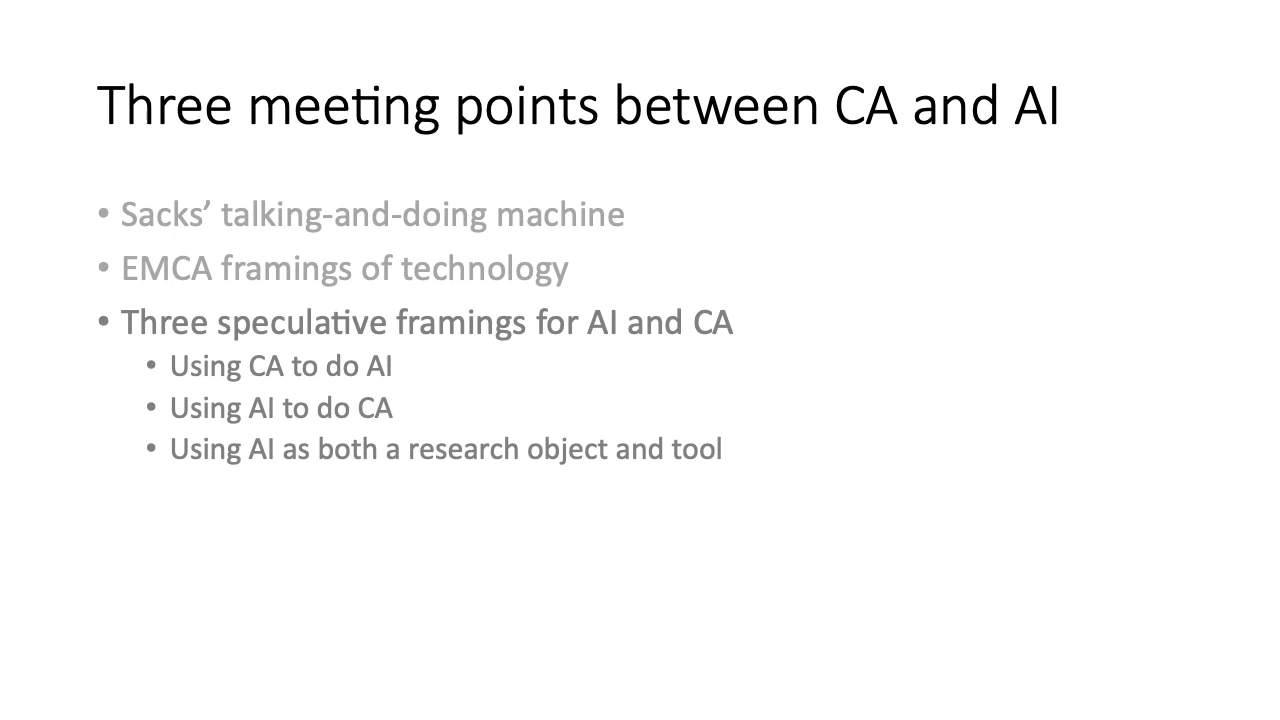 Three meeting points between CA and AI
• Sacks’ talking-and-doing machine
• EMCA framings of technology
• Three speculative framings for AI and CA
• Using CA to do AI
• Using AI to do CA
• Using AI as both a research object and tool